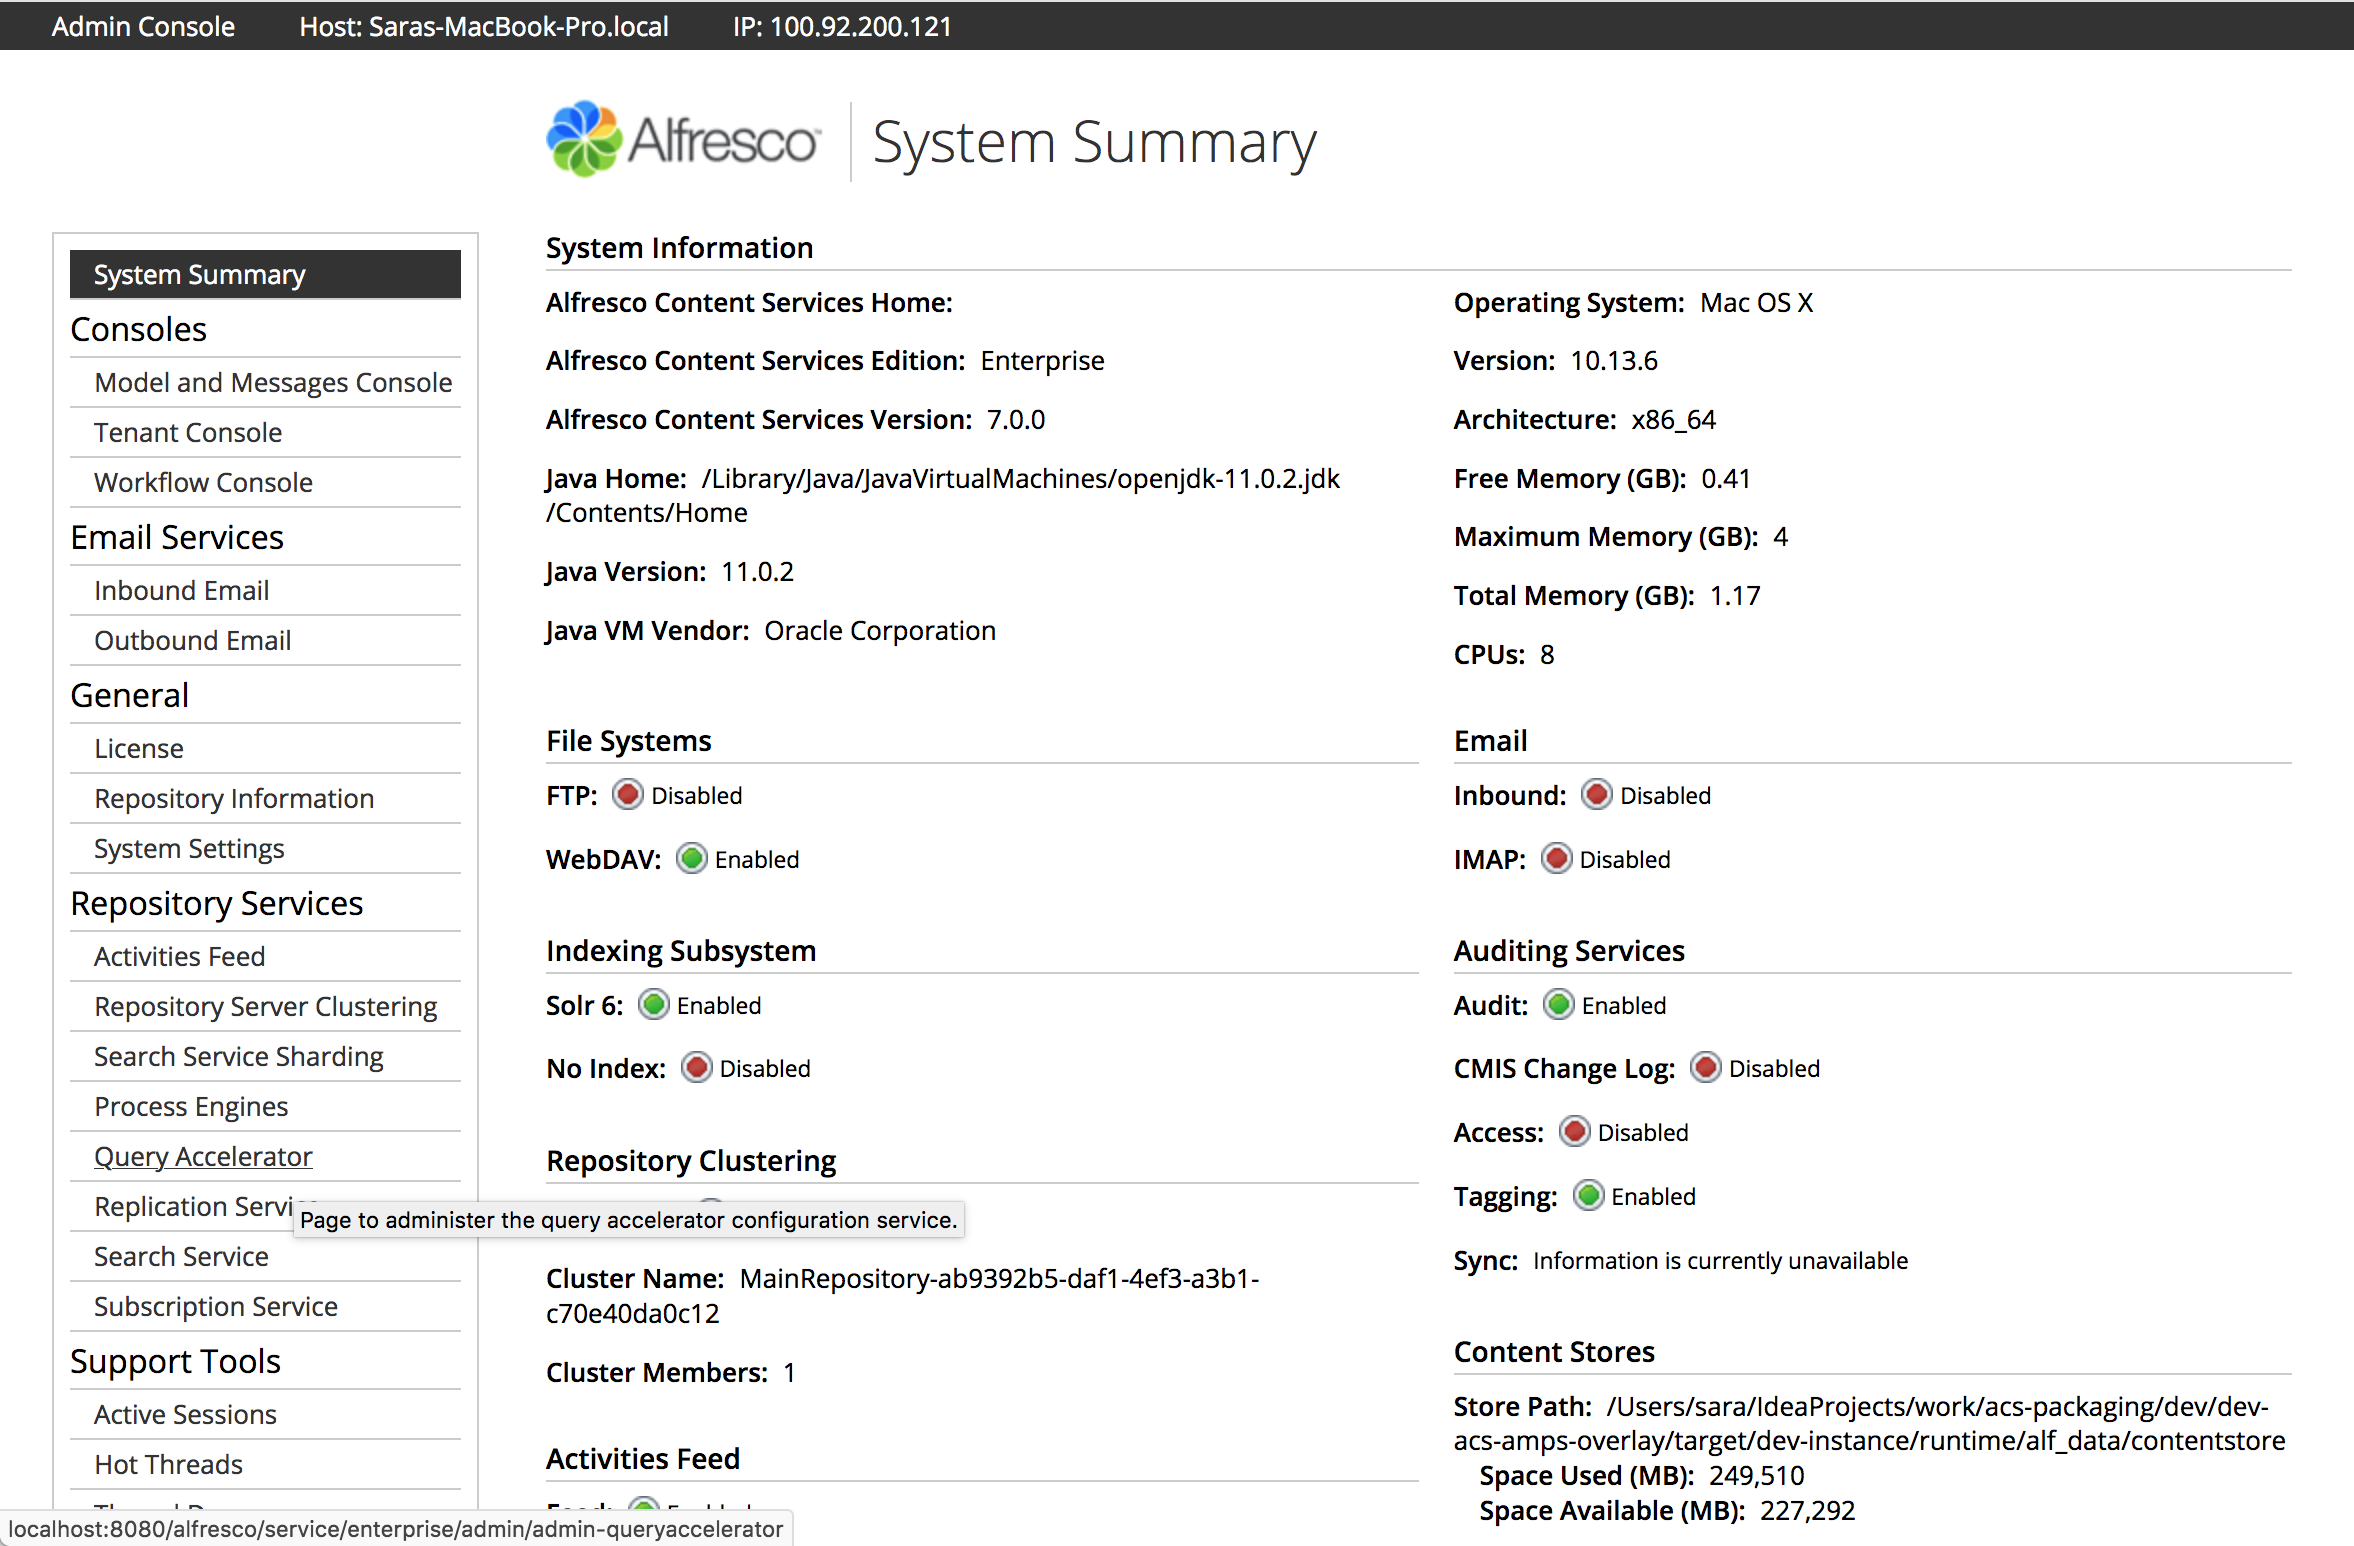 Admin Console Host: Saras-MacBook-Pro.local IP: 100.92.200.121
Alfresco System Summary
System Summary
Consoles
Model and Messages Console
Tenant Console
Workflow Console
Email Services
Inbound Email
Outbound Email
General
License
Repository Information
System Settings
Repository Services
Activities Feed
Repository Server Clustering
Search Service Sharding
Process Engines
Query Accelerator
Replication
Page to administer the query accelerator configuration service.
Search Service
Subscription Service
Support Tools
Active Sessions
Hot Threads
localhost:8080/alfresco/service/enterprise/admin/admin-queryaccelerator
System Information
Alfresco Content Services Home:
Alfresco Content Services Edition: Enterprise
Alfresco Content Services Version: 7.0.0
Java Home: /Library/Java/JavaVirtualMachines/openjdk-11.0.2.jdk
/Contents/Home
Java Version: 11.0.2
Java VM Vendor: Oracle Corporation
Operating System: Mac OS X
Version: 10.13.6
Architecture: x86_64
Free Memory (GB): 0.41
Maximum Memory (GB): 4
Total Memory (GB): 1.17
CPUs: 8
File Systems
FTP: Disabled
WebDAV: Enabled
Email
Inbound: Disabled
IMAP: Disabled
Indexing Subsystem
Solr 6: Enabled
No Index: Disabled
Auditing Services
Audit: Enabled
CMIS Change Log: Disabled
Access: Disabled
Tagging: Enabled
Sync: Information is currently unavailable
Repository Clustering
Cluster Name: MainRepository-ab9392b5-daf1-4ef3-a3b1-
c70e40da0c12
Cluster Members: 1
Content Stores
Store Path: /Users/sara/IdeaProjects/work/acs-packaging/dev/dev-
acs-amps-overlay/target/dev-instance/runtime/alf_data/contentstore
Space Used (MB): 249,510
Space Available (MB): 227,292
Activities Feed